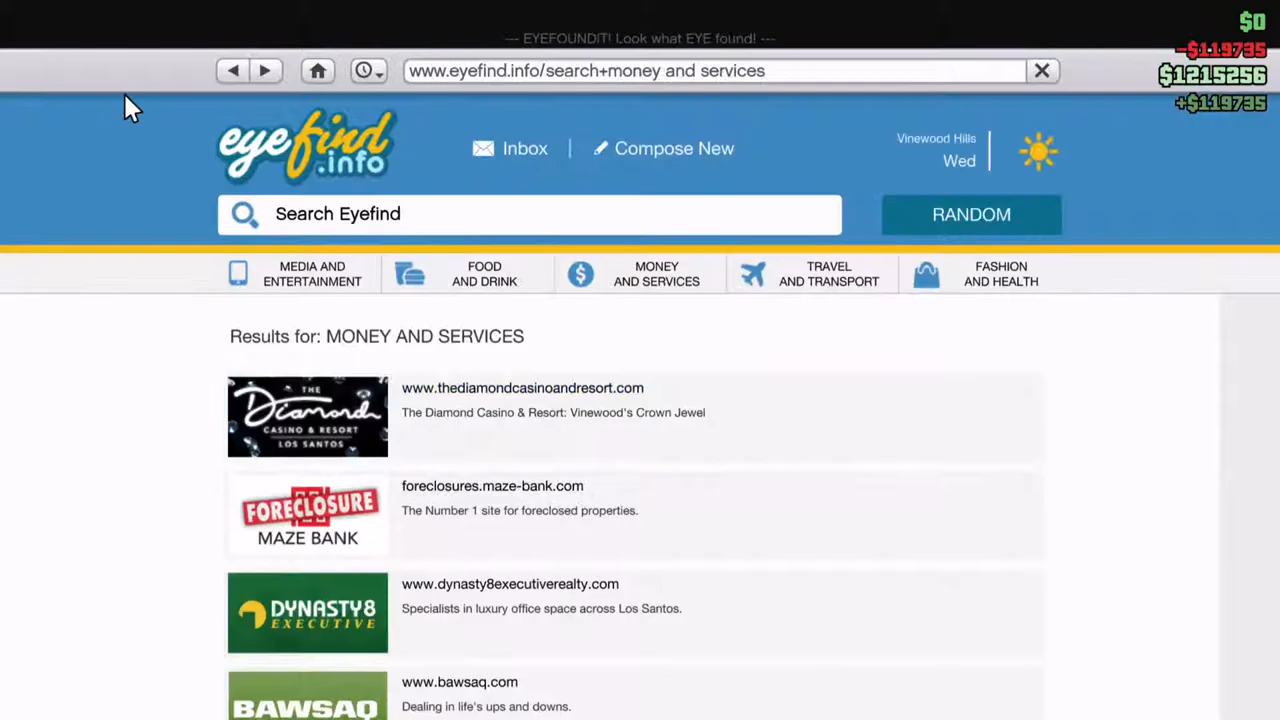 --- EYEFOUNDIT! Look what EYE found! ---
$0
-$119735
$1215256
+$119735
www.eyefind.info/search+money and services
eyefind
.info
Inbox
Compose New
Vinewood Hills
Wed
Search Eyefind
RANDOM
MEDIA AND
ENTERTAINMENT
FOOD
AND DRINK
MONEY
AND SERVICES
TRAVEL
AND TRANSPORT
FASHION
AND HEALTH
Results for: MONEY AND SERVICES
THE
Diamond
CASINO & RESORT
LOS SANTOS
www.thediamondcasinoandresort.com
The Diamond Casino & Resort: Vinewood's Crown Jewel
FORECLOSURE
MAZE BANK
foreclosures.maze-bank.com
The Number 1 site for foreclosed properties.
DYNASTY8
EXECUTIVE
www.dynasty8executiverealty.com
Specialists in luxury office space across Los Santos.
BAWSAQ
www.bawsaq.com
Dealing in life's ups and downs.